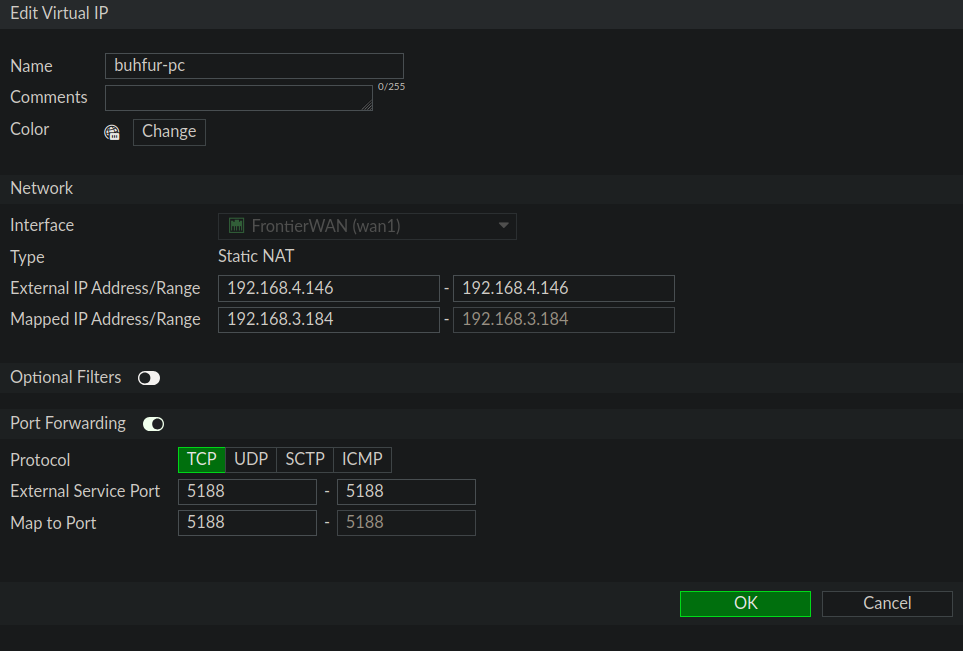 Edit Virtual IP
Name buhfur-pc
Comments 0/255
Color Change
Network
Interface FrontierWAN (wan1)
Type Static NAT
External IP Address/Range 192.168.4.146 - 192.168.4.146
Mapped IP Address/Range 192.168.3.184 - 192.168.3.184
Optional Filters
Port Forwarding
Protocol TCP UDP SCTP ICMP
External Service Port 5188 - 5188
Map to Port 5188 - 5188
OK Cancel